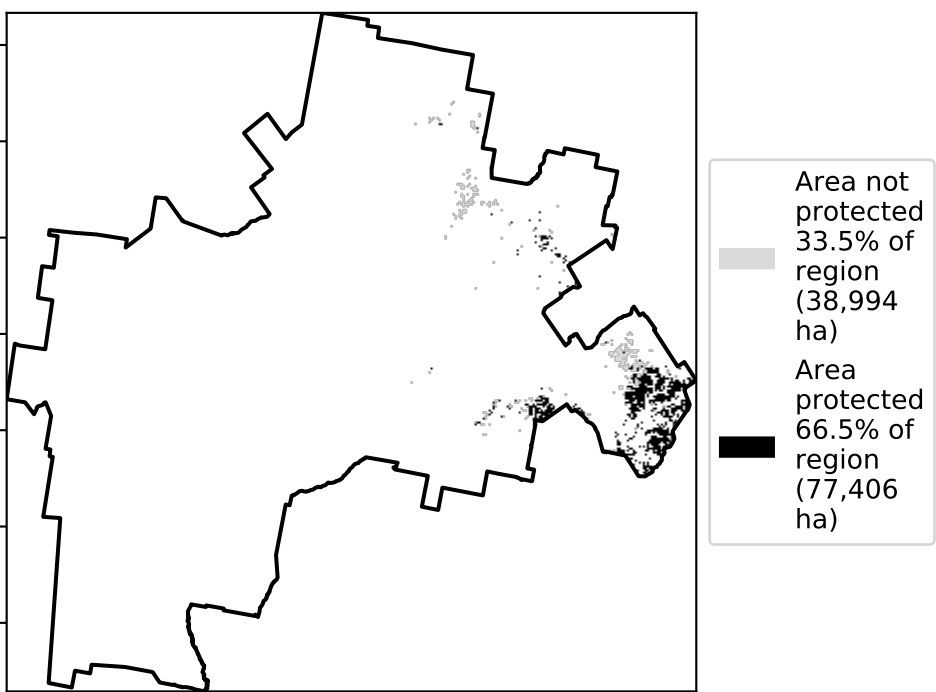 Area not
protected
33.5% of
region
(38,994
ha)
Area
protected
66.5% of
region
(77,406
ha)